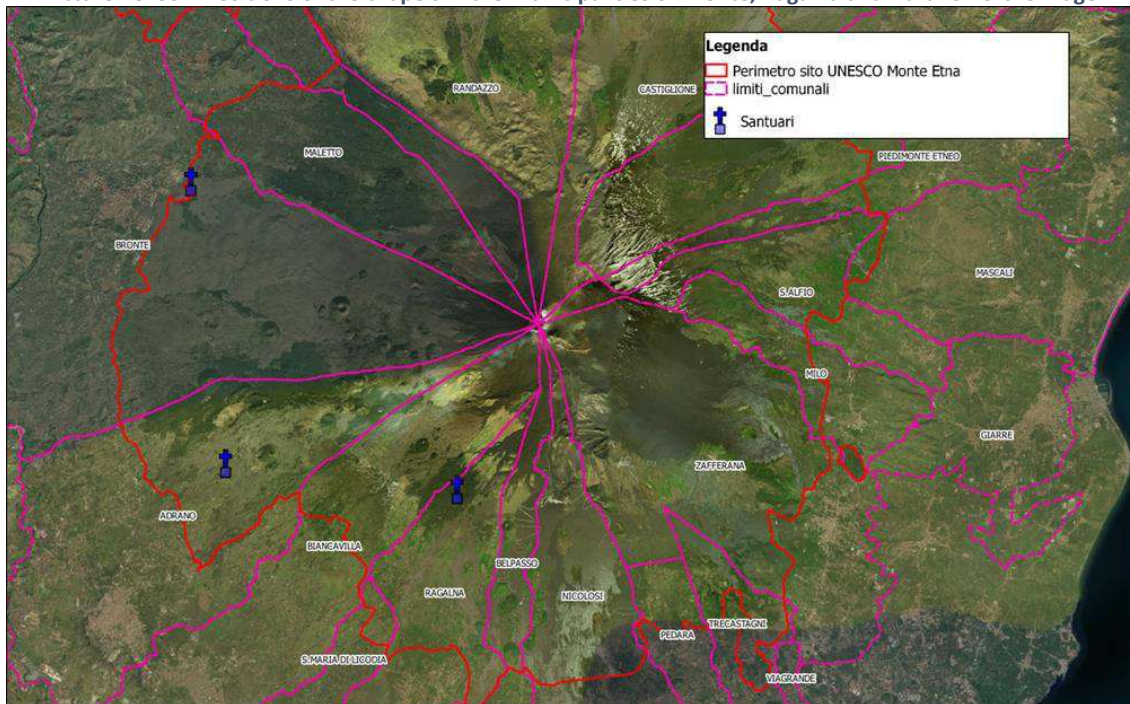 Legenda
Perimetro sito UNESCO Monte Etna
limiti_comunali
Santuari
RANDAZZO
CASTIGLIONE
MALETTO
PIEDIMONTE ETNEO
BRONTE
MASCALI
S.ALFIO
MILO
GIARRE
ZAFFERANA
ADRANO
BIANCAVILLA
BELPASSO
RAGALNA
NICOLOSI
TRECASTAGNI
PEDARA
S.MARIA DI LICODIA
VIAGRANDE